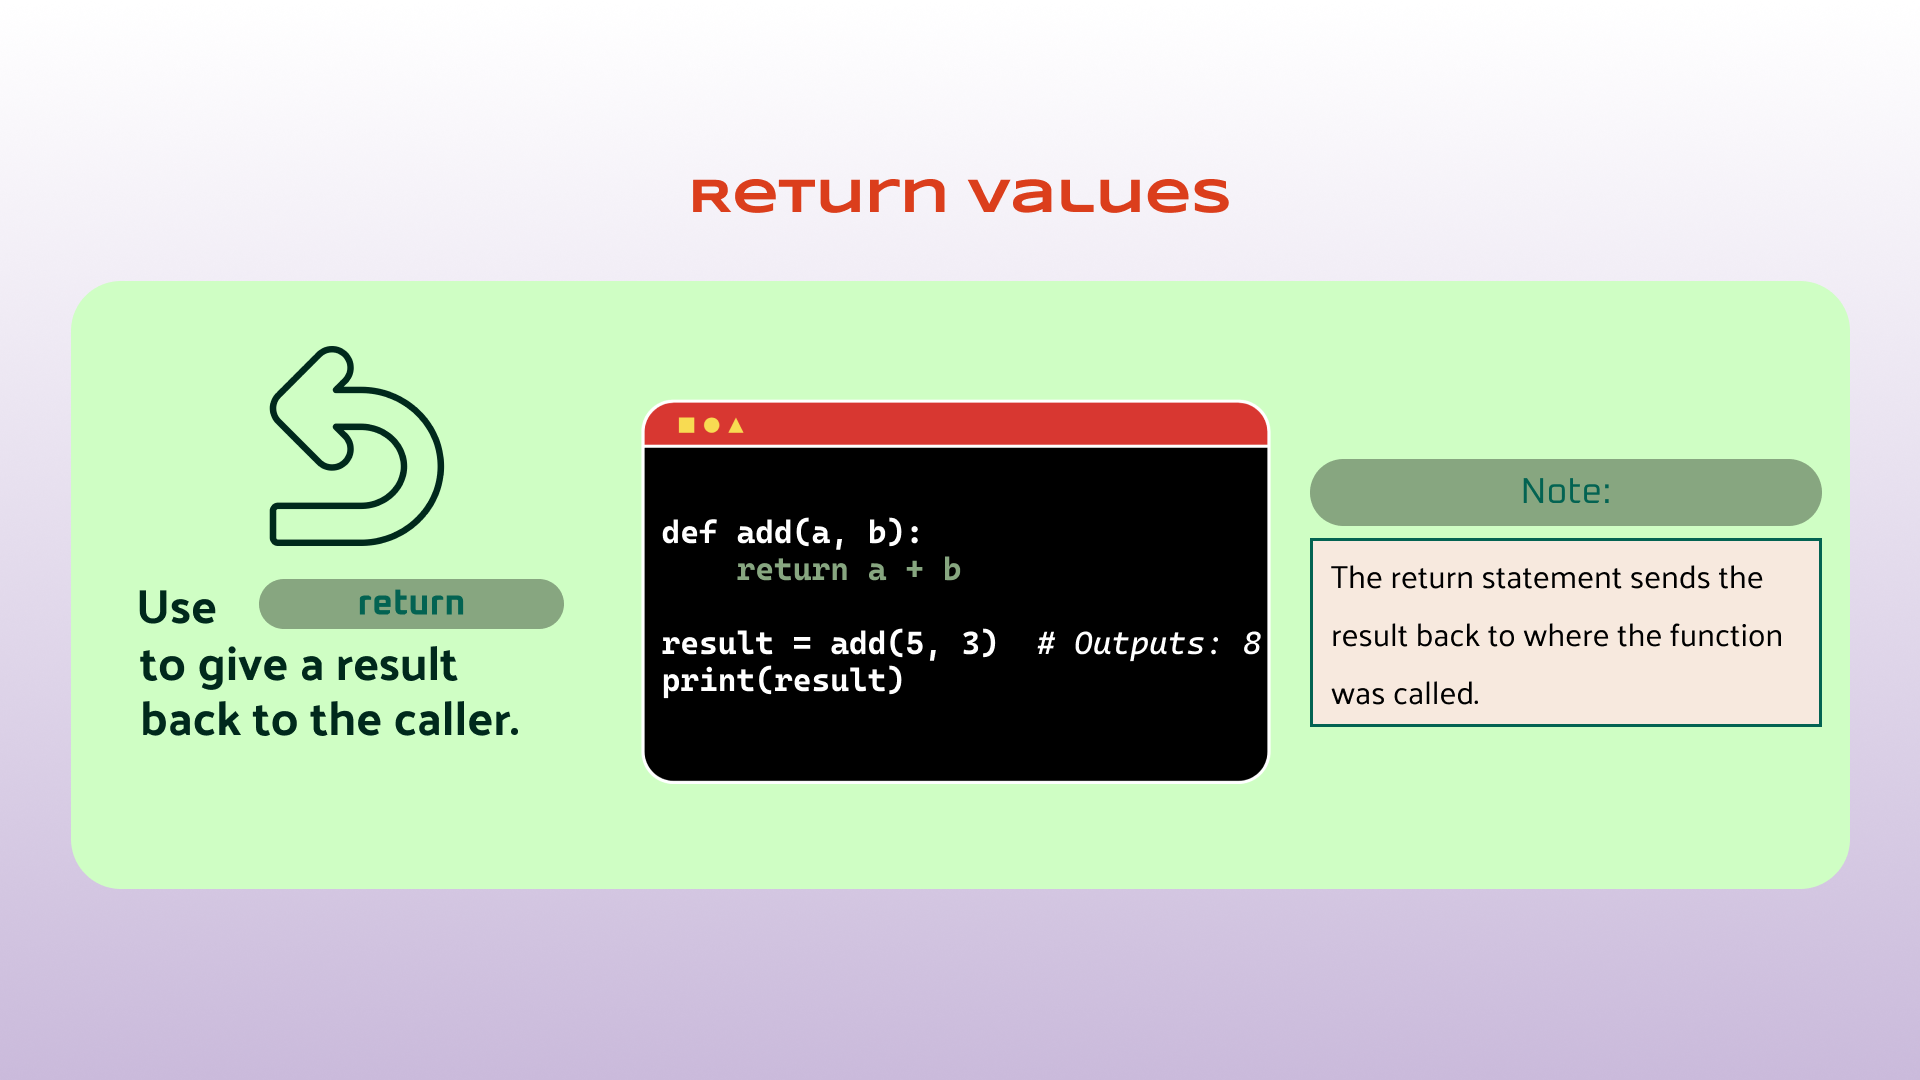 Return Values
Use return
to give a result
back to the caller.
def add(a, b):
    return a + b
result = add(5, 3)  # Outputs: 8
print(result)
Note:
The return statement sends the
result back to where the function
was called.